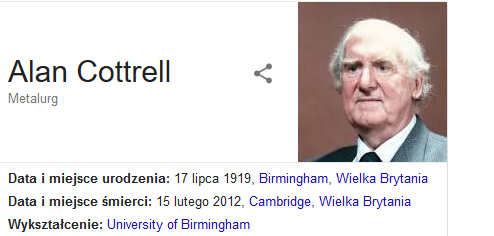 Alan Cottrell
Metalurg
Data i miejsce urodzenia: 17 lipca 1919, Birmingham, Wielka Brytania
Data i miejsce śmierci: 15 lutego 2012, Cambridge, Wielka Brytania
Wykształcenie: University of Birmingham